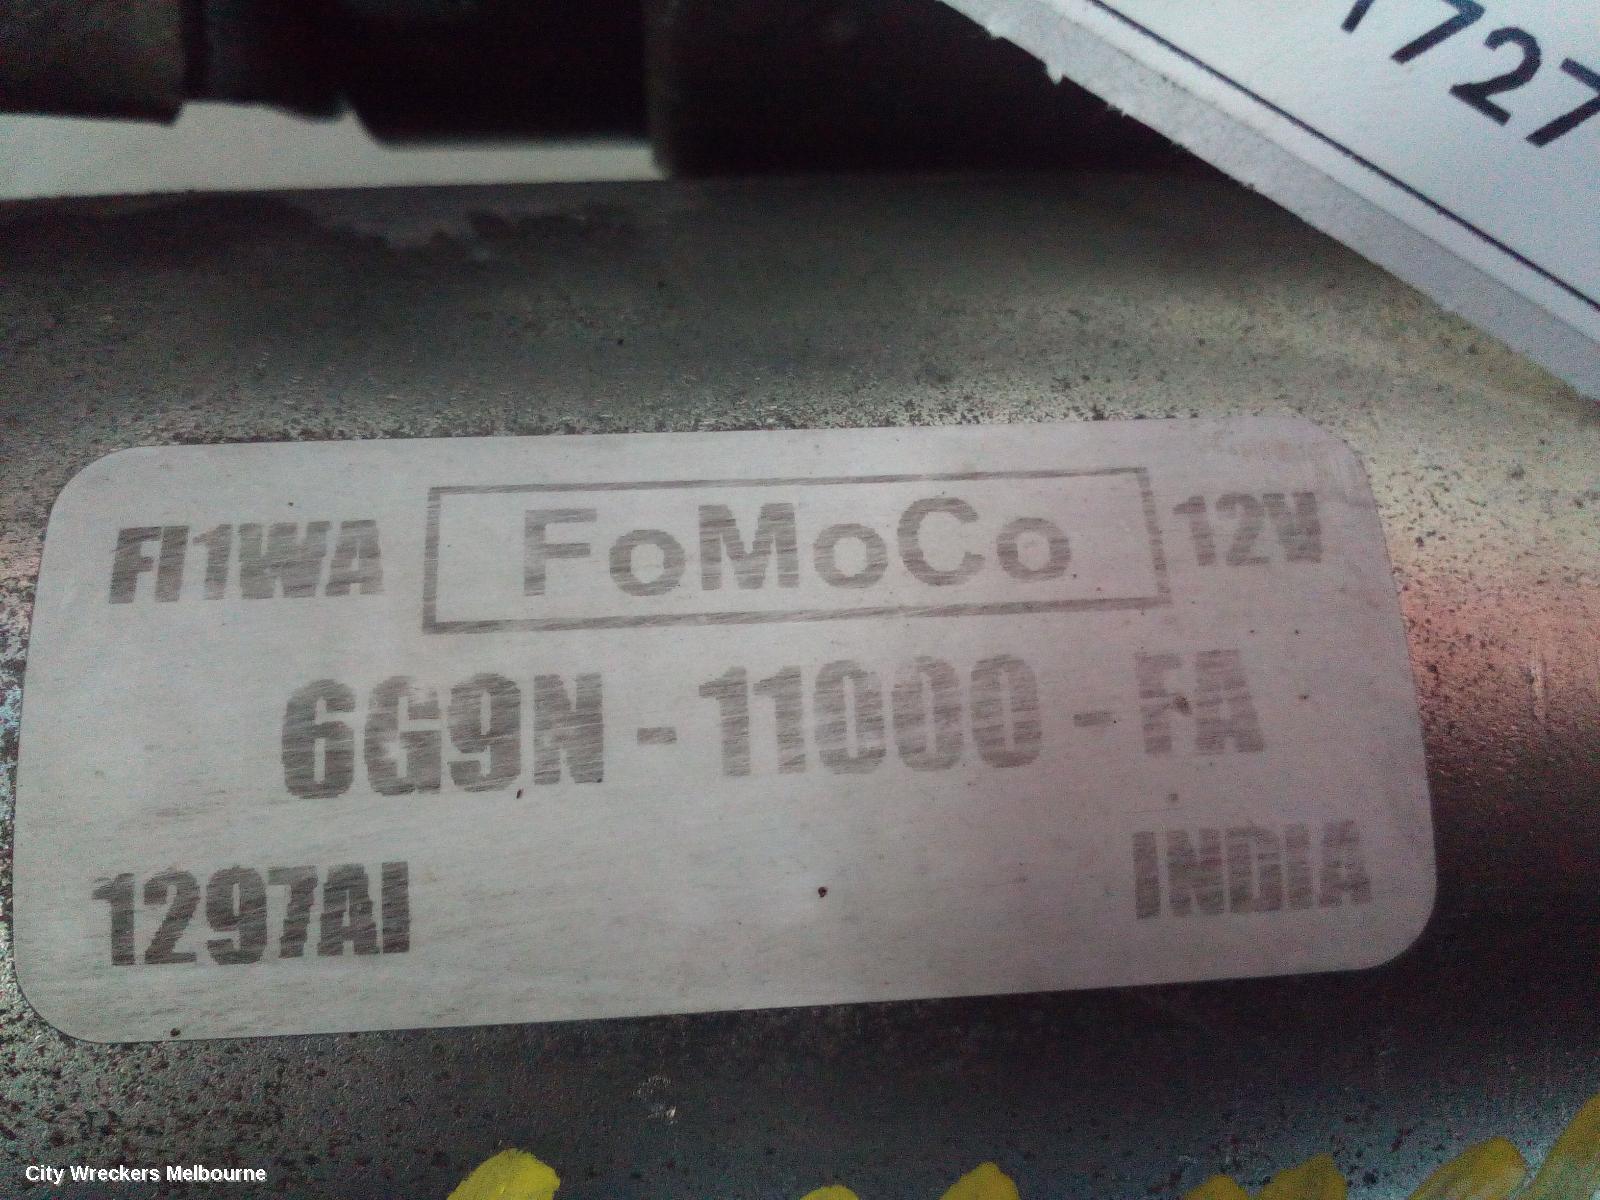 1727
FI1WA FoMoCo 12V
6G9N - 11000 - FA
1297AI INDIA
City Wreckers Melbourne